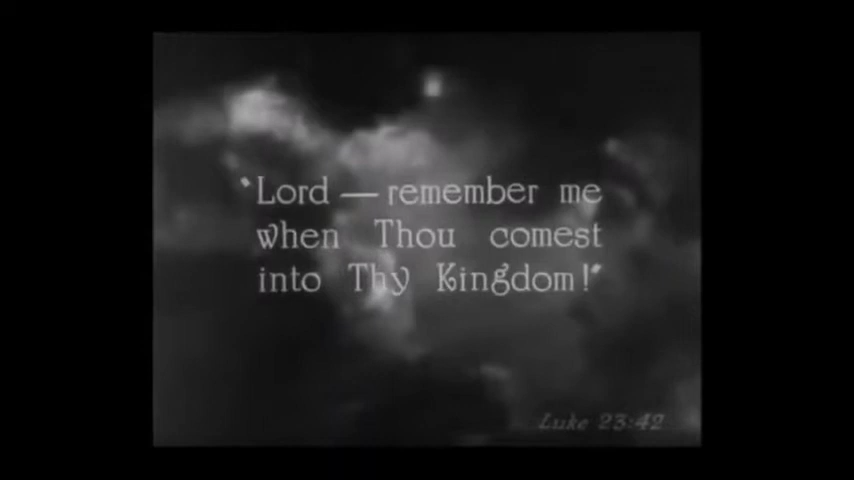 "Lord — remember me
when Thou comest
into Thy Kingdom!"
Luke 23:42